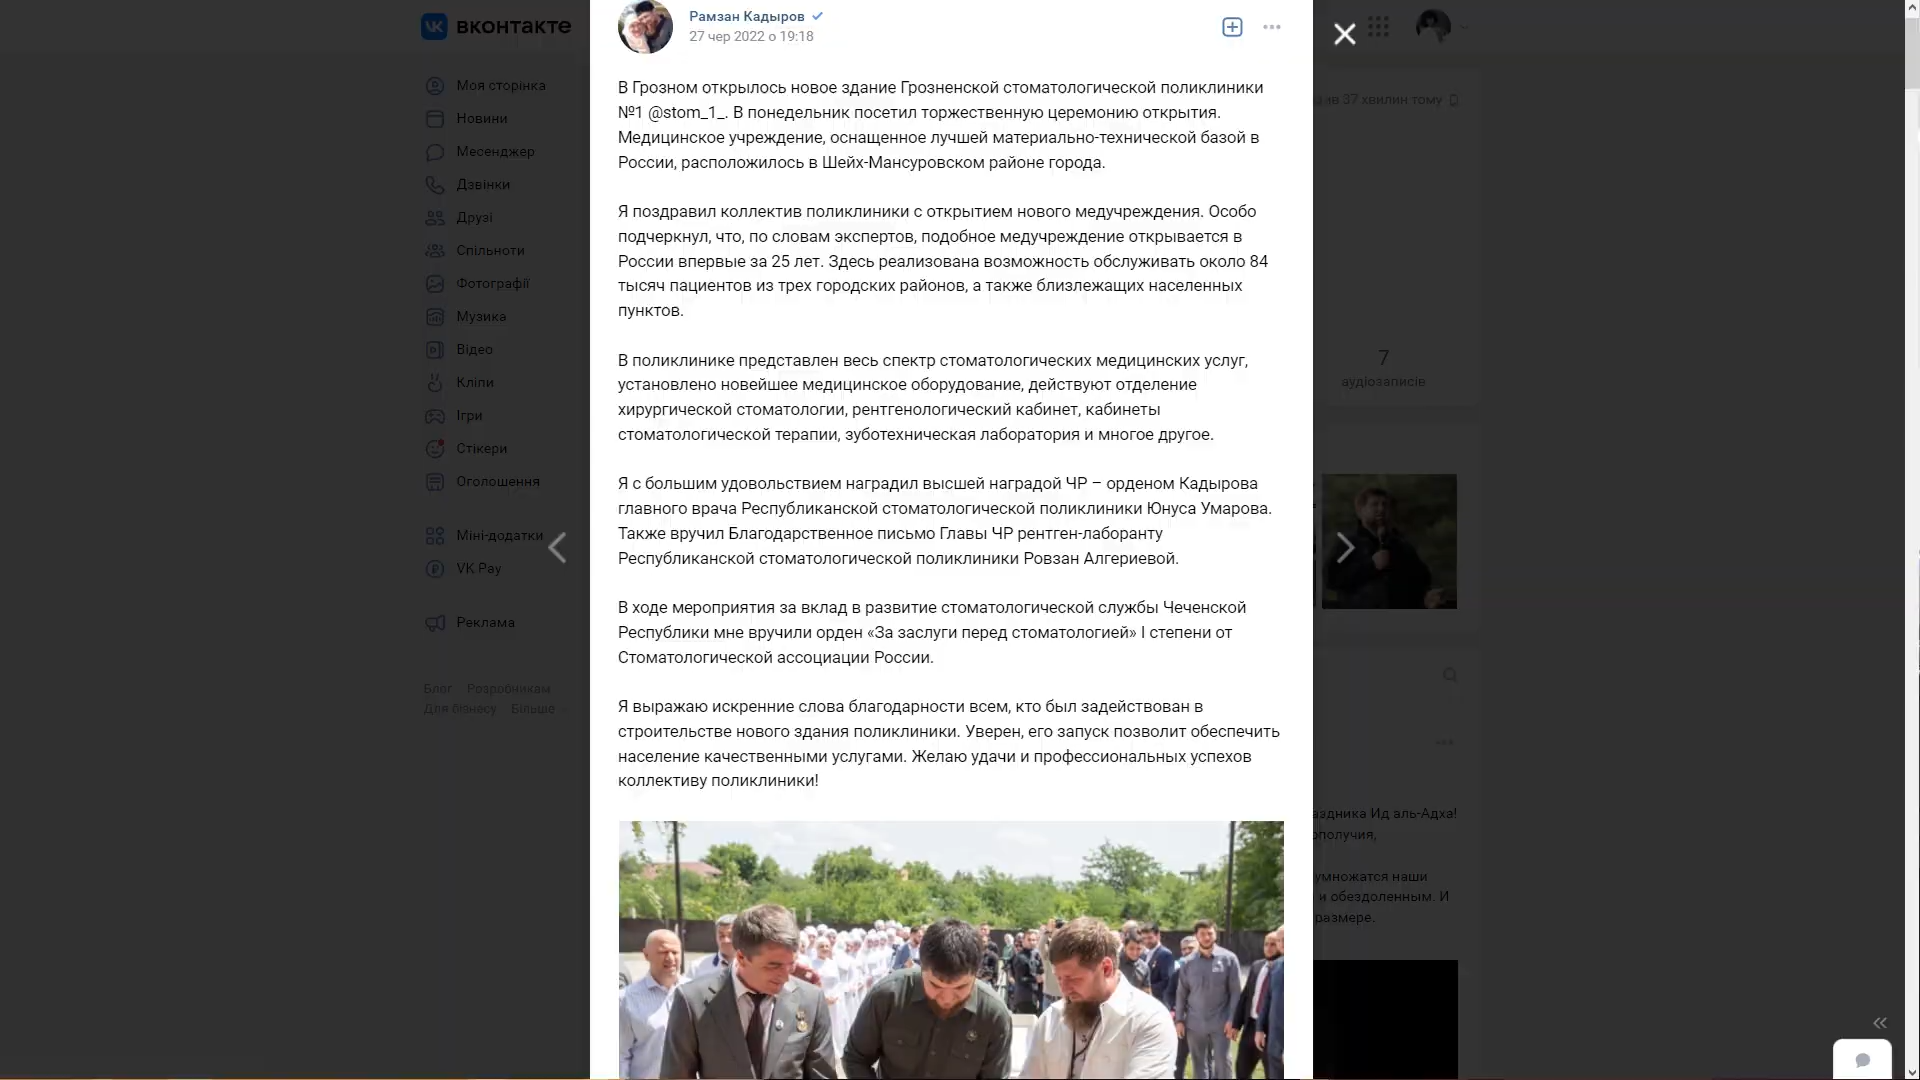 вконтакте
Моя сторінка
Новини
Месенджер
Дзвінки
Друзі
Спільноти
Фотографії
Музика
Відео
Кліпи
Ігри
Стікери
Оголошення
Міні-додатки
VK Pay
Реклама
Блог Розробникам
Для бізнесу Більше
Рамзан Кадыров
27 чер 2022 о 19:18
В Грозном открылось новое здание Грозненской стоматологической поликлиники
№1 @stom_1_. В понедельник посетил торжественную церемонию открытия.
Медицинское учреждение, оснащенное лучшей материально-технической базой в
России, расположилось в Шейх-Мансуровском районе города.
Я поздравил коллектив поликлиники с открытием нового медучреждения. Особо
подчеркнул, что, по словам экспертов, подобное медучреждение открывается в
России впервые за 25 лет. Здесь реализована возможность обслуживать около 84
тысяч пациентов из трех городских районов, а также близлежащих населенных
пунктов.
В поликлинике представлен весь спектр стоматологических медицинских услуг,
установлено новейшее медицинское оборудование, действуют отделение
хирургической стоматологии, рентгенологический кабинет, кабинеты
стоматологической терапии, зуботехническая лаборатория и многое другое.
Я с большим удовольствием наградил высшей наградой ЧР – орденом Кадырова
главного врача Республиканской стоматологической поликлиники Юнуса Умарова.
Также вручил Благодарственное письмо Главы ЧР рентген-лаборанту
Республиканской стоматологической поликлиники Ровзан Алгериевой.
В ходе мероприятия за вклад в развитие стоматологической службы Чеченской
Республики мне вручили орден «За заслуги перед стоматологией» I степени от
Стоматологической ассоциации России.
Я выражаю искренние слова благодарности всем, кто был задействован в
строительстве нового здания поликлиники. Уверен, его запуск позволит обеспечить
население качественными услугами. Желаю удачи и профессиональных успехов
коллективу поликлиники!
37 хвилин тому
7
аудіозаписів
Ид аль-Адха!
умножатся наши
и обездоленным. И
размере.